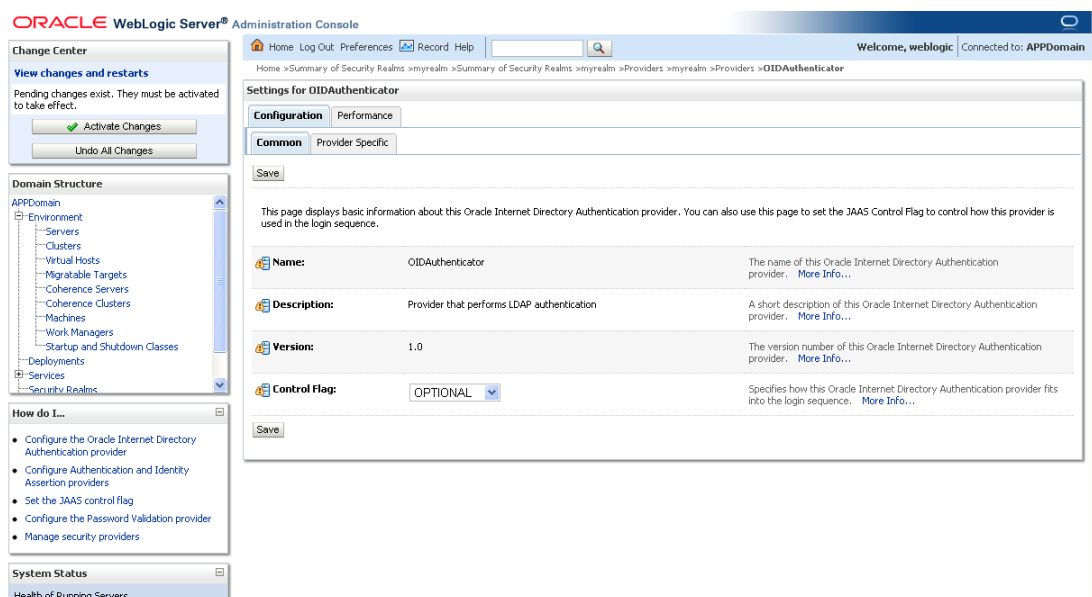 ORACLE WebLogic Server® Administration Console
Change Center
View changes and restarts
Pending changes exist. They must be activated
to take effect.
Activate Changes
Undo All Changes
Domain Structure
APPDomain
Environment
Servers
Clusters
Virtual Hosts
Migratable Targets
Coherence Servers
Coherence Clusters
Machines
Work Managers
Startup and Shutdown Classes
Deployments
Services
Security Realms
How do I...
Configure the Oracle Internet Directory
Authentication provider
Configure Authentication and Identity
Assertion providers
Set the JAAS control flag
Configure the Password Validation provider
Manage security providers
System Status
Health of Running Servers
Home Log Out Preferences Record Help
Welcome, weblogic Connected to: APPDomain
Home >Summary of Security Realms >myrealm >Summary of Security Realms >myrealm >Providers >myrealm >Providers >OIDAuthenticator
Settings for OIDAuthenticator
Configuration Performance
Common Provider Specific
Save
This page displays basic information about this Oracle Internet Directory Authentication provider. You can also use this page to set the JAAS Control Flag to control how this provider is
used in the login sequence.
Name: OIDAuthenticator The name of this Oracle Internet Directory Authentication
provider. More Info...
Description: Provider that performs LDAP authentication A short description of this Oracle Internet Directory Authentication
provider. More Info...
Version: 1.0 The version number of this Oracle Internet Directory Authentication
provider. More Info...
Control Flag: OPTIONAL Specifies how this Oracle Internet Directory Authentication provider fits
into the login sequence. More Info...
Save